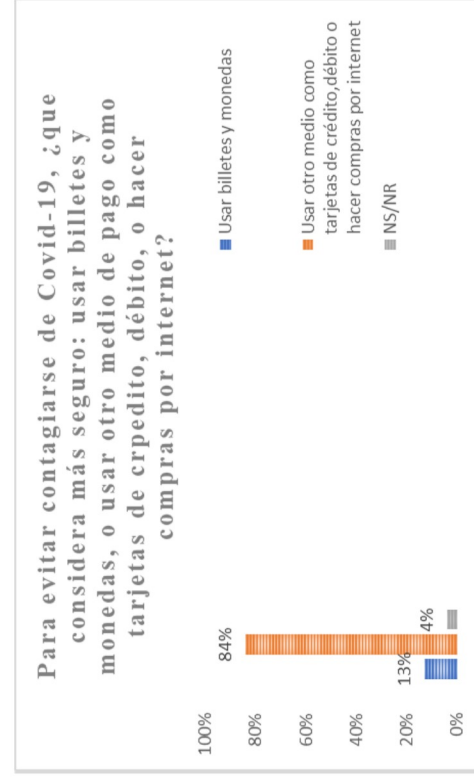 Para evitar contagiarse de Covid-19, ¿que
considera más seguro: usar billetes y
monedas, o usar otro medio de pago como
tarjetas de crpedito, débito, o hacer
compras por internet?
100%
80%
60%
40%
20%
0%
13%
84%
4%
Usar billetes y monedas
Usar otro medio como
tarjetas de crédito,débito o
hacer compras por internet
NS/NR